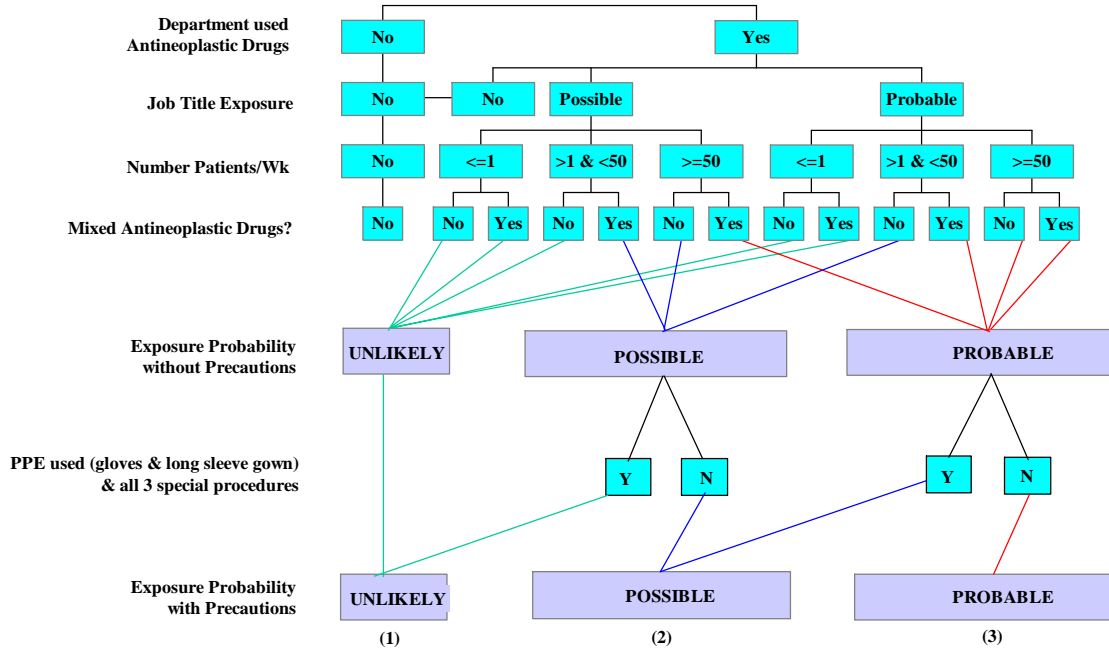 Department used
Antineoplastic Drugs
No
Yes
Job Title Exposure
No
No
Possible
Probable
Number Patients/Wk
No
<=1
>1 & <50
>=50
<=1
>1 & <50
>=50
Mixed Antineoplastic Drugs?
No
No
Yes
No
Yes
No
Yes
No
Yes
No
Yes
No
Yes
Exposure Probability
without Precautions
UNLIKELY
POSSIBLE
PROBABLE
PPE used (gloves & long sleeve gown)
& all 3 special procedures
Y
N
Y
N
Exposure Probability
with Precautions
UNLIKELY
POSSIBLE
PROBABLE
(1)
(2)
(3)